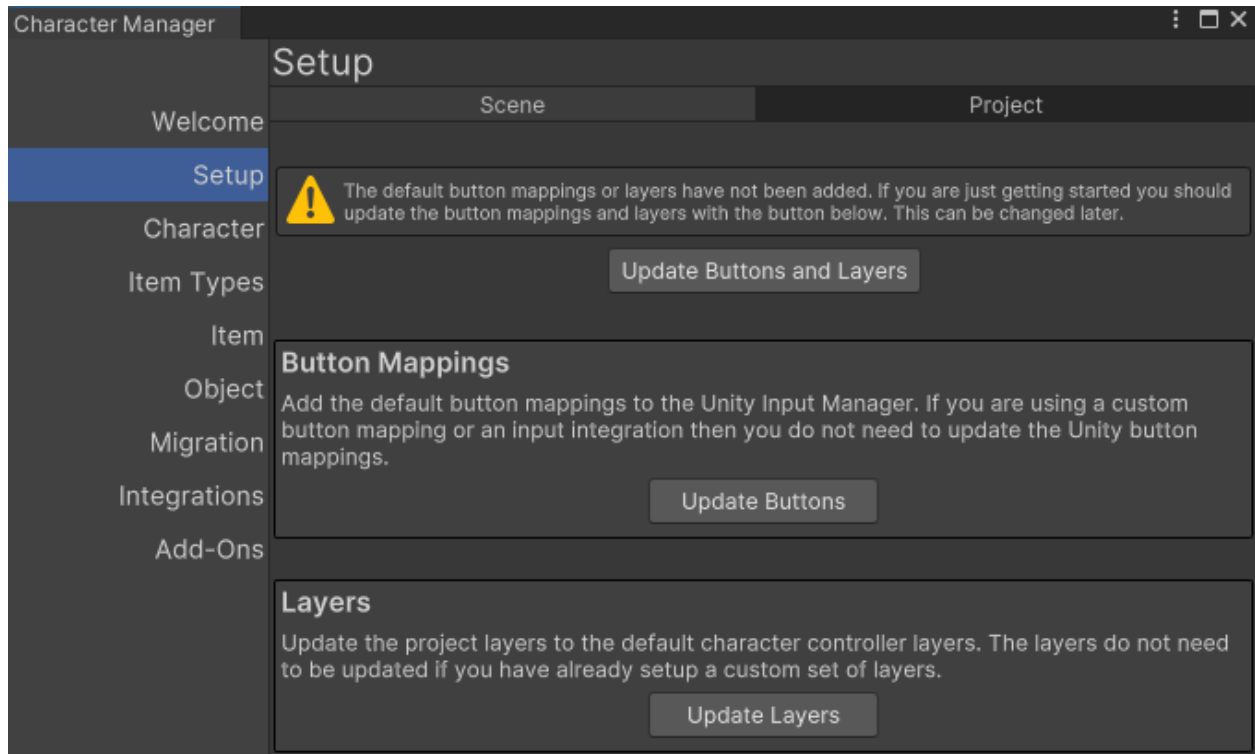 Character Manager
Setup
Scene
Project
Welcome
Setup
Character
Item Types
Item
Object
Migration
Integrations
Add-Ons
The default button mappings or layers have not been added. If you are just getting started you should
update the button mappings and layers with the button below. This can be changed later.
Update Buttons and Layers
Button Mappings
Add the default button mappings to the Unity Input Manager. If you are using a custom
button mapping or an input integration then you do not need to update the Unity button
mappings.
Update Buttons
Layers
Update the project layers to the default character controller layers. The layers do not need
to be updated if you have already setup a custom set of layers.
Update Layers